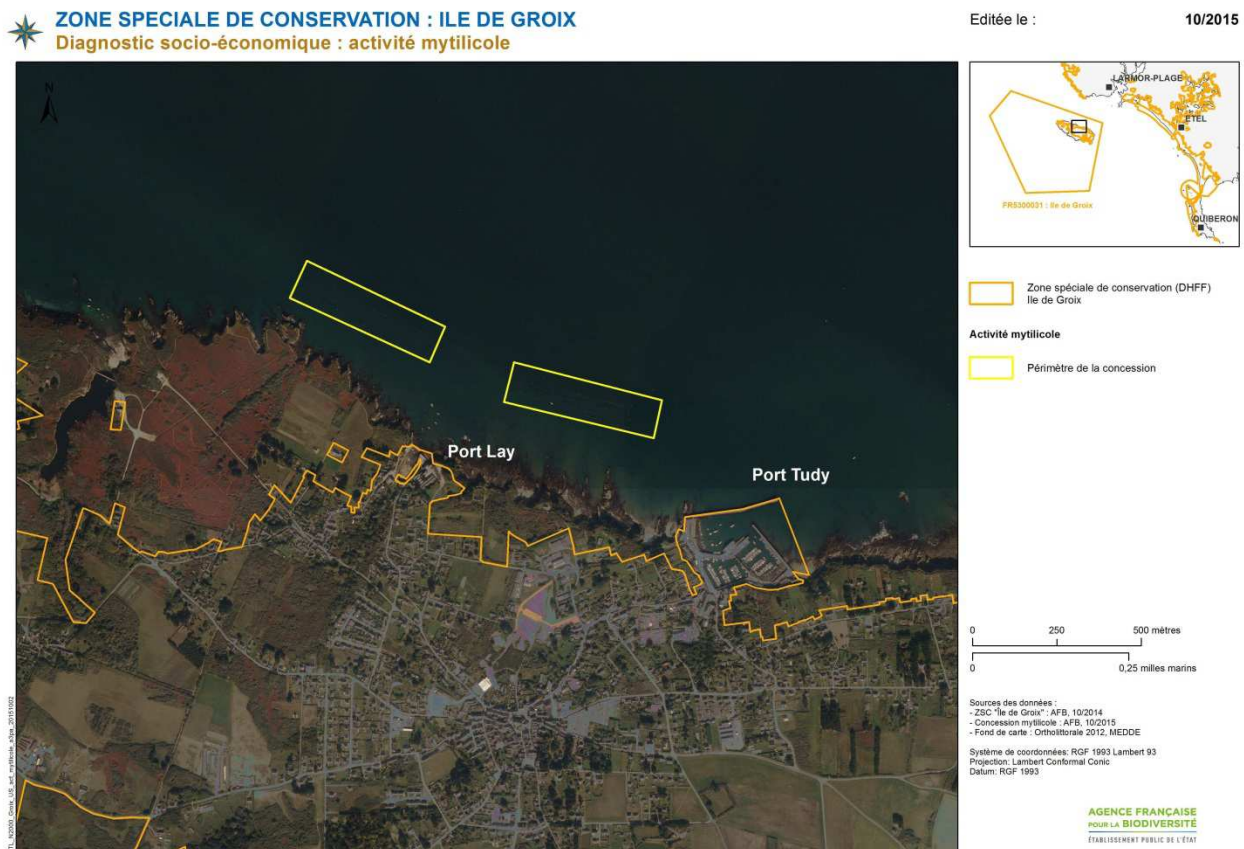 ZONE SPECIALE DE CONSERVATION : ILE DE GROIX
Diagnostic socio-économique : activité mytilicole
Editée le : 10/2015
N
Port Lay
Port Tudy
LARMOR-PLAGE
ETEL
FR5300031 : Ile de Groix
QUIBERON
Zone spéciale de conservation (DHFF)
Ile de Groix
Activité mytilicole
Périmètre de la concession
0 250 500 mètres
0 0,25 milles marins
Sources des données :
- ZSC "Île de Groix" : AFB, 10/2014
- Concession mytilicole : AFB, 10/2015
- Fond de carte : Ortholittorale 2012, MEDDE
Système de coordonnées: RGF 1993 Lambert 93
Projection: Lambert Conformal Conic
Datum: RGF 1993
AGENCE FRANÇAISE
POUR LA BIODIVERSITÉ
ÉTABLISSEMENT PUBLIC DE L'ÉTAT